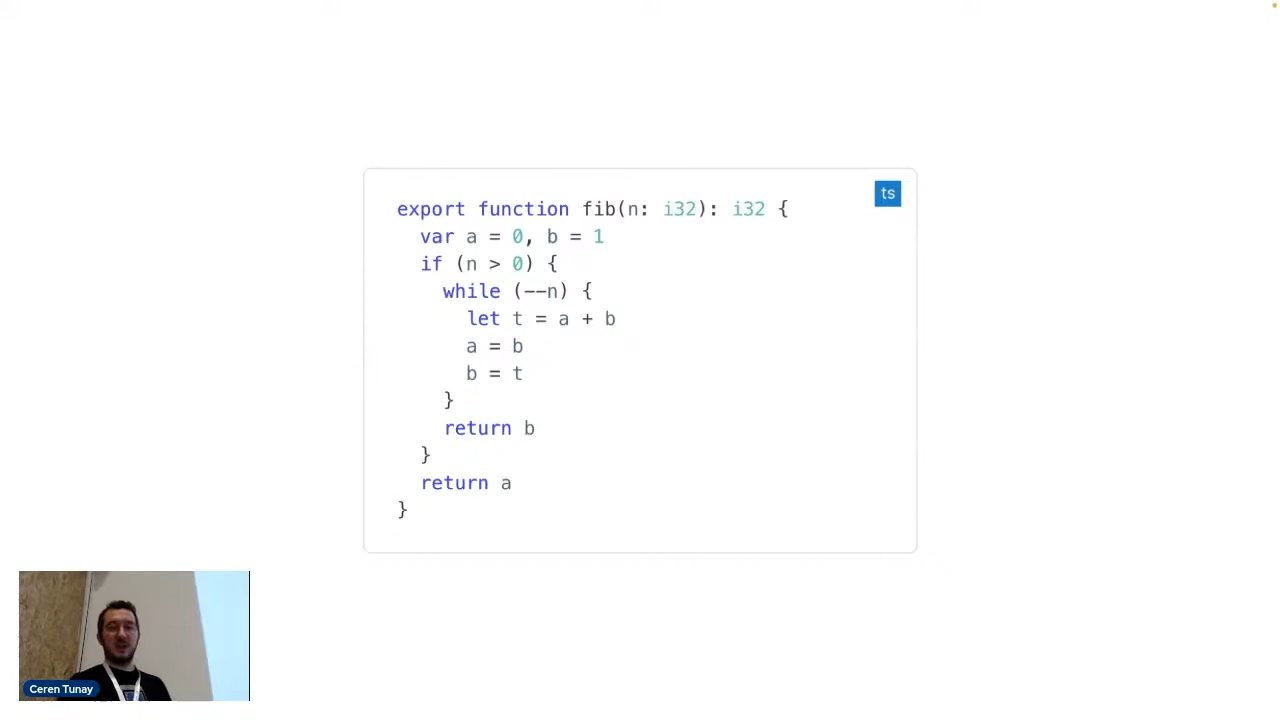 ts
export function fib(n: i32): i32 {
  var a = 0, b = 1
  if (n > 0) {
    while (--n) {
      let t = a + b
      a = b
      b = t
    }
    return b
  }
  return a
}
Ceren Tunay